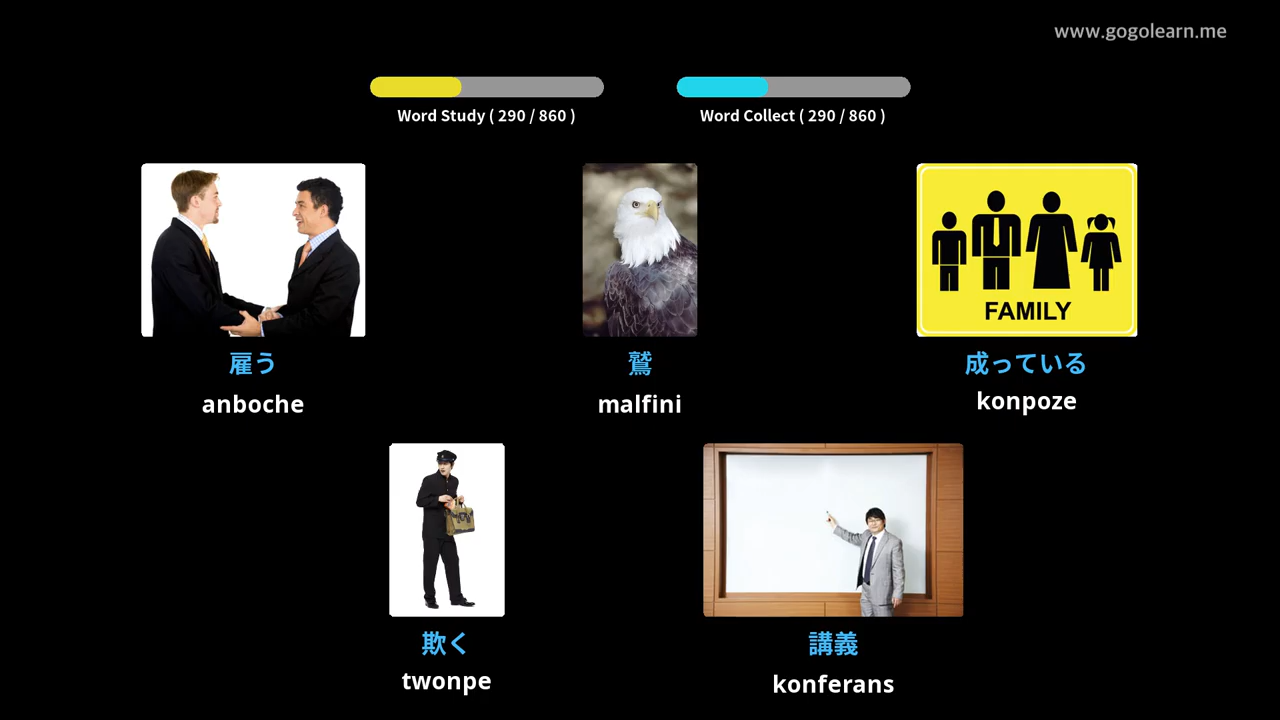 www.gogolearn.me
Word Study ( 290 / 860 )
Word Collect ( 290 / 860 )
FAMILY
雇う
鷲
成っている
anboche
malfini
konpoze
欺く
講義
twonpe
konferans